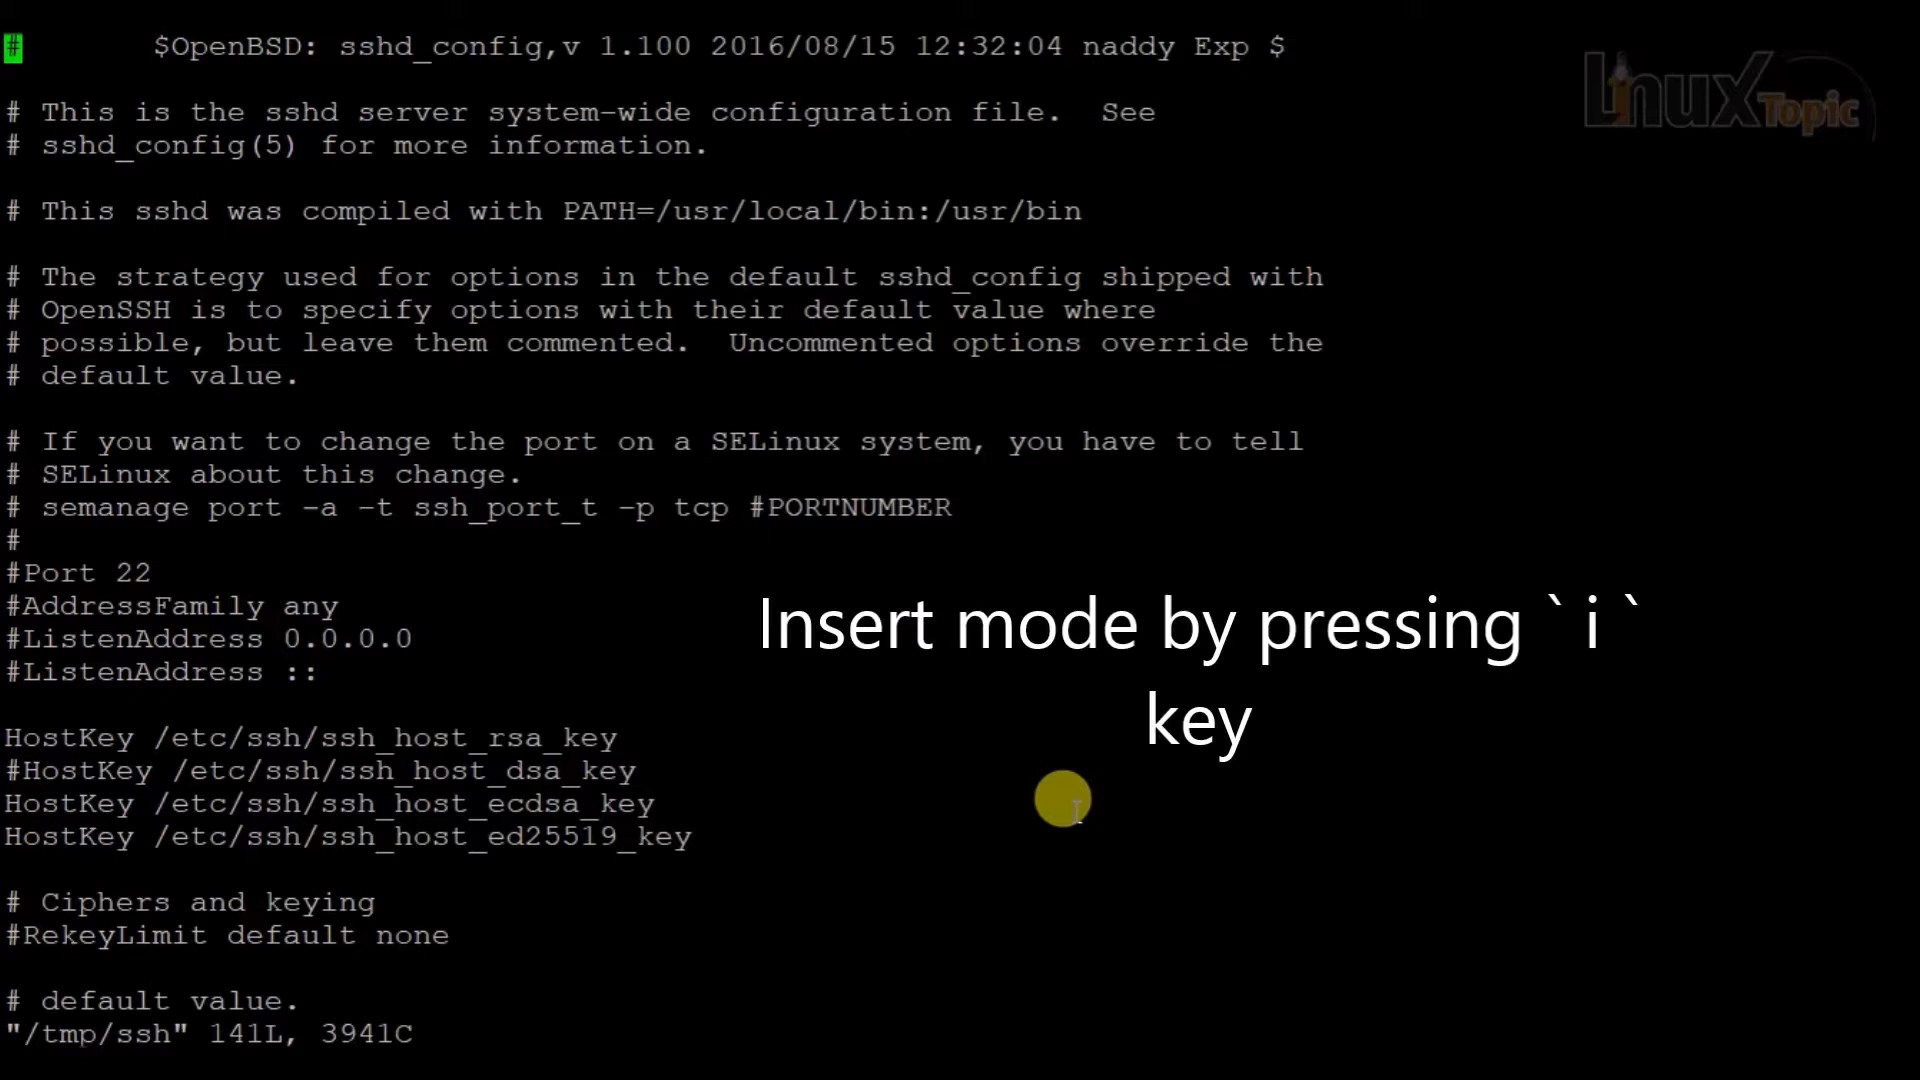 #        $OpenBSD: sshd_config,v 1.100 2016/08/15 12:32:04 naddy Exp $
LinuX Topic
# This is the sshd server system-wide configuration file.  See
# sshd_config(5) for more information.
# This sshd was compiled with PATH=/usr/local/bin:/usr/bin
# The strategy used for options in the default sshd_config shipped with
# OpenSSH is to specify options with their default value where
# possible, but leave them commented.  Uncommented options override the
# default value.
# If you want to change the port on a SELinux system, you have to tell
# SELinux about this change.
# semanage port -a -t ssh_port_t -p tcp #PORTNUMBER
#
#Port 22
#AddressFamily any
#ListenAddress 0.0.0.0
#ListenAddress ::
Insert mode by pressing ` i `
key
HostKey /etc/ssh/ssh_host_rsa_key
#HostKey /etc/ssh/ssh_host_dsa_key
HostKey /etc/ssh/ssh_host_ecdsa_key
HostKey /etc/ssh/ssh_host_ed25519_key
# Ciphers and keying
#RekeyLimit default none
# default value.
"/tmp/ssh" 141L, 3941C